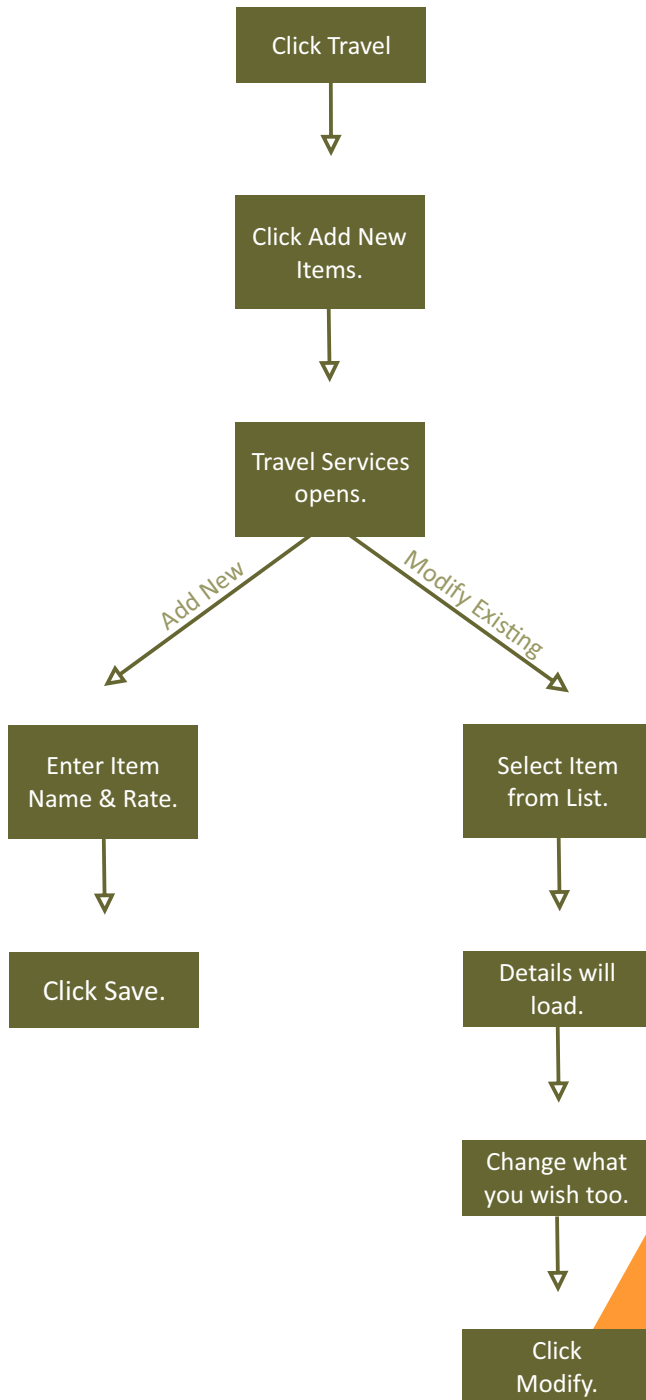 Click Travel
Click Add New
Items.
Travel Services
opens.
Add New
Modify Existing
Enter Item
Name & Rate.
Click Save.
Select Item
from List.
Details will
load.
Change what
you wish too.
Click
Modify.